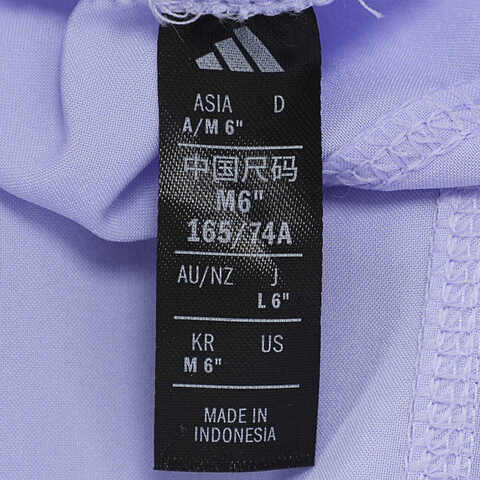 ASIA D
A/M 6"
中国尺码
M6"
165/74A
AU/NZ J
L 6"
KR US
M 6"
MADE IN
INDONESIA